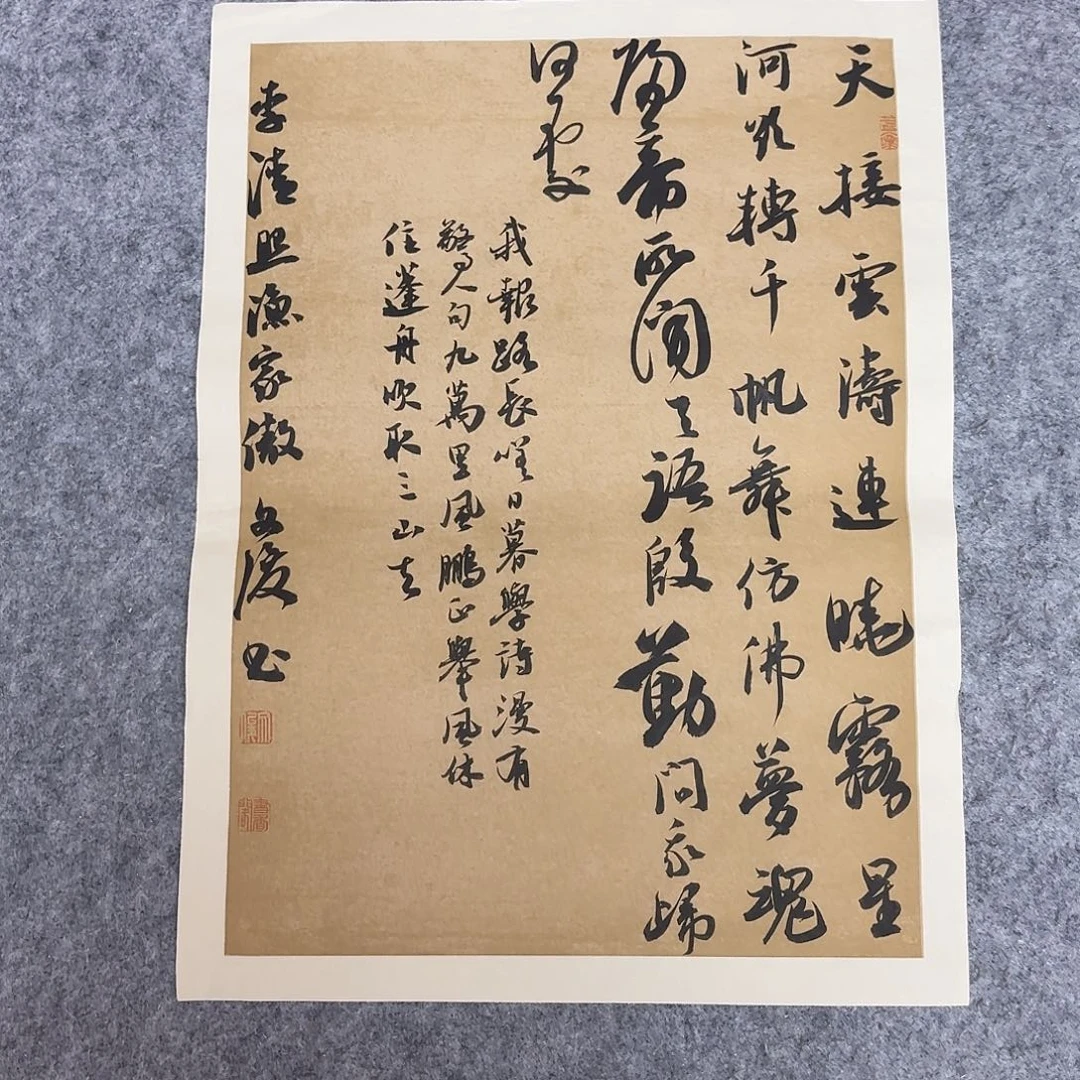 天接雲濤連曉霧星
河欲轉千帆舞仿佛夢魂
歸帝所聞天語殷勤問我歸
何處
我報路長嗟日暮學詩漫有
驚人句九萬里風鵬正舉風休
住蓬舟吹取三山去
李清照漁家傲 文 书